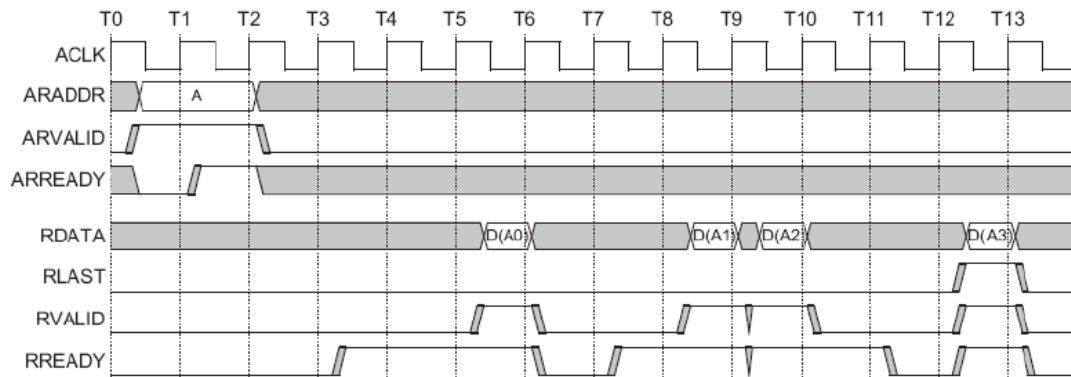 T0 T1 T2 T3 T4 T5 T6 T7 T8 T9 T10 T11 T12 T13
ACLK
ARADDR A
ARVALID
ARREADY
RDATA D(A0) D(A1) D(A2) D(A3)
RLAST
RVALID
RREADY